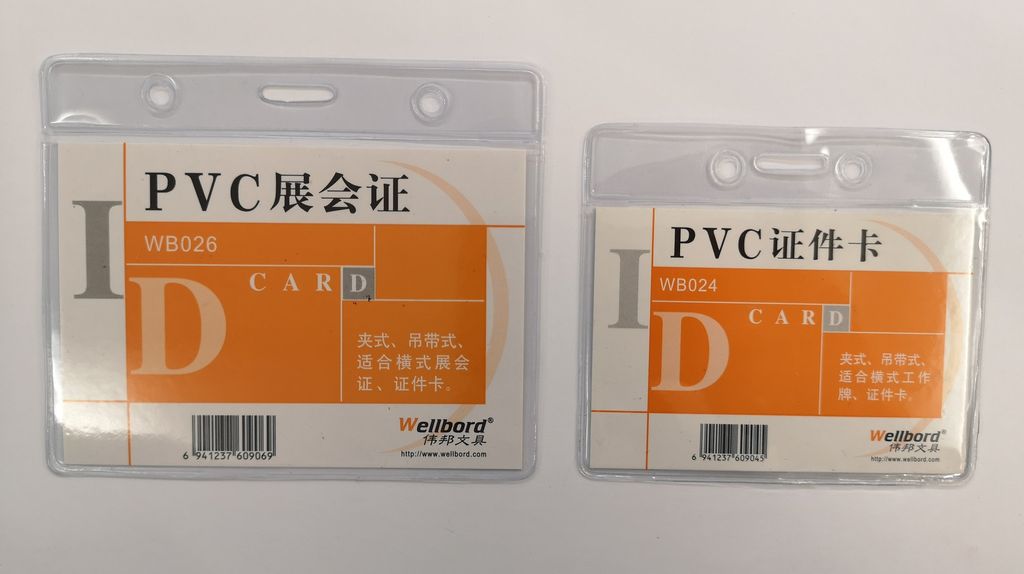 PVC展会证
I
WB026
D
CARD
夹式、吊带式、
适合横式展会
证、证件卡。
Wellbord®
伟邦文具
6 941237 609069
http://www.wellbord.com
PVC证件卡
I
WB024
D
CARD
夹式、吊带式、
适合横式工作
牌、证件卡。
Wellbord®
伟邦文具
6 941237 609045
http://www.wellbord.com